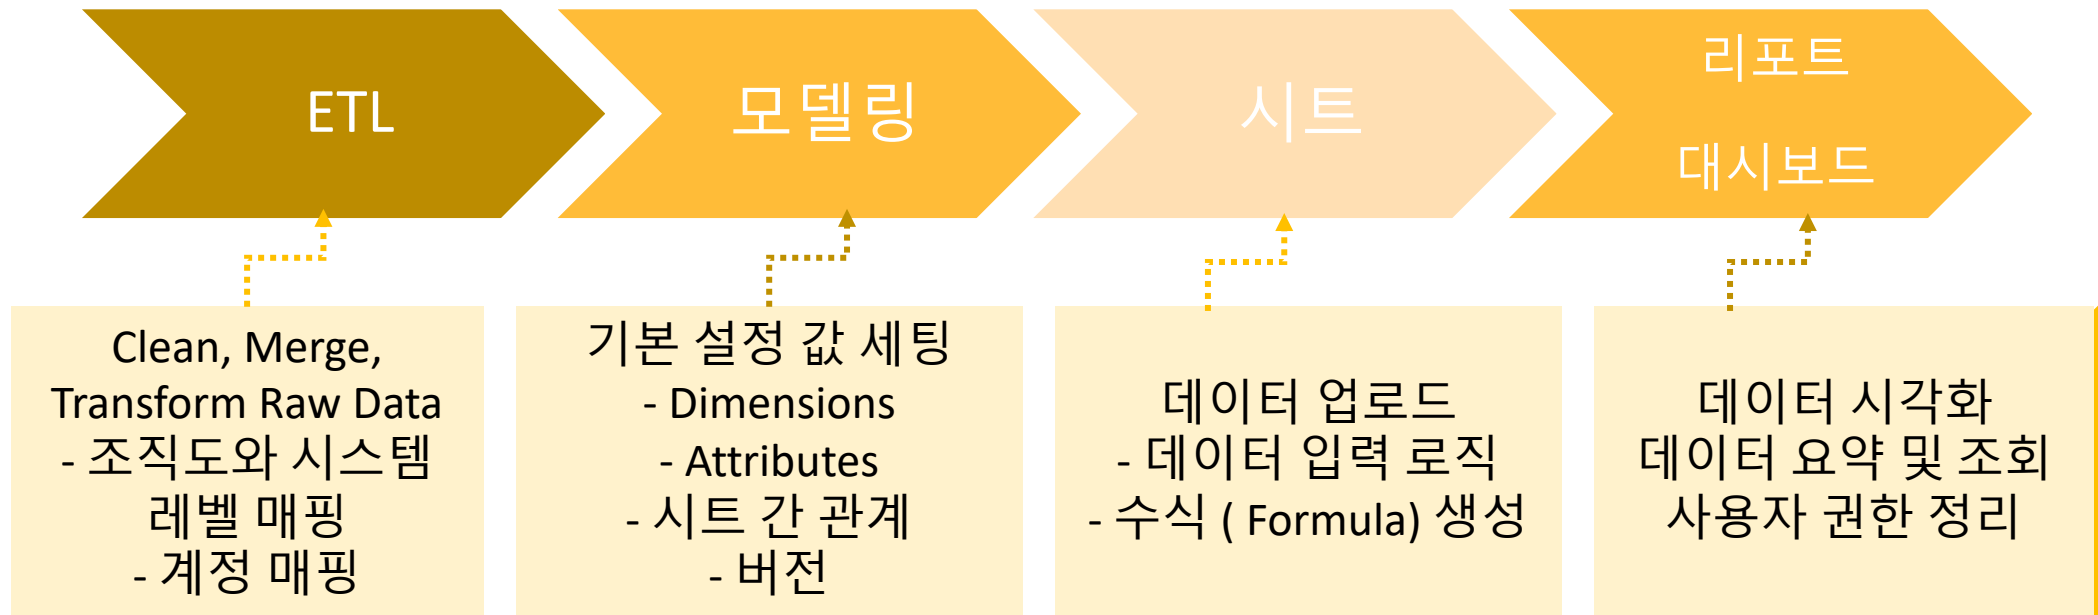 ETL
모델링
시트
리포트
대시보드
Clean, Merge,
Transform Raw Data
- 조직도와 시스템
레벨 매핑
- 계정 매핑
기본 설정 값 세팅
- Dimensions
- Attributes
- 시트 간 관계
- 버전
데이터 업로드
- 데이터 입력 로직
- 수식 ( Formula) 생성
데이터 시각화
데이터 요약 및 조회
사용자 권한 정리